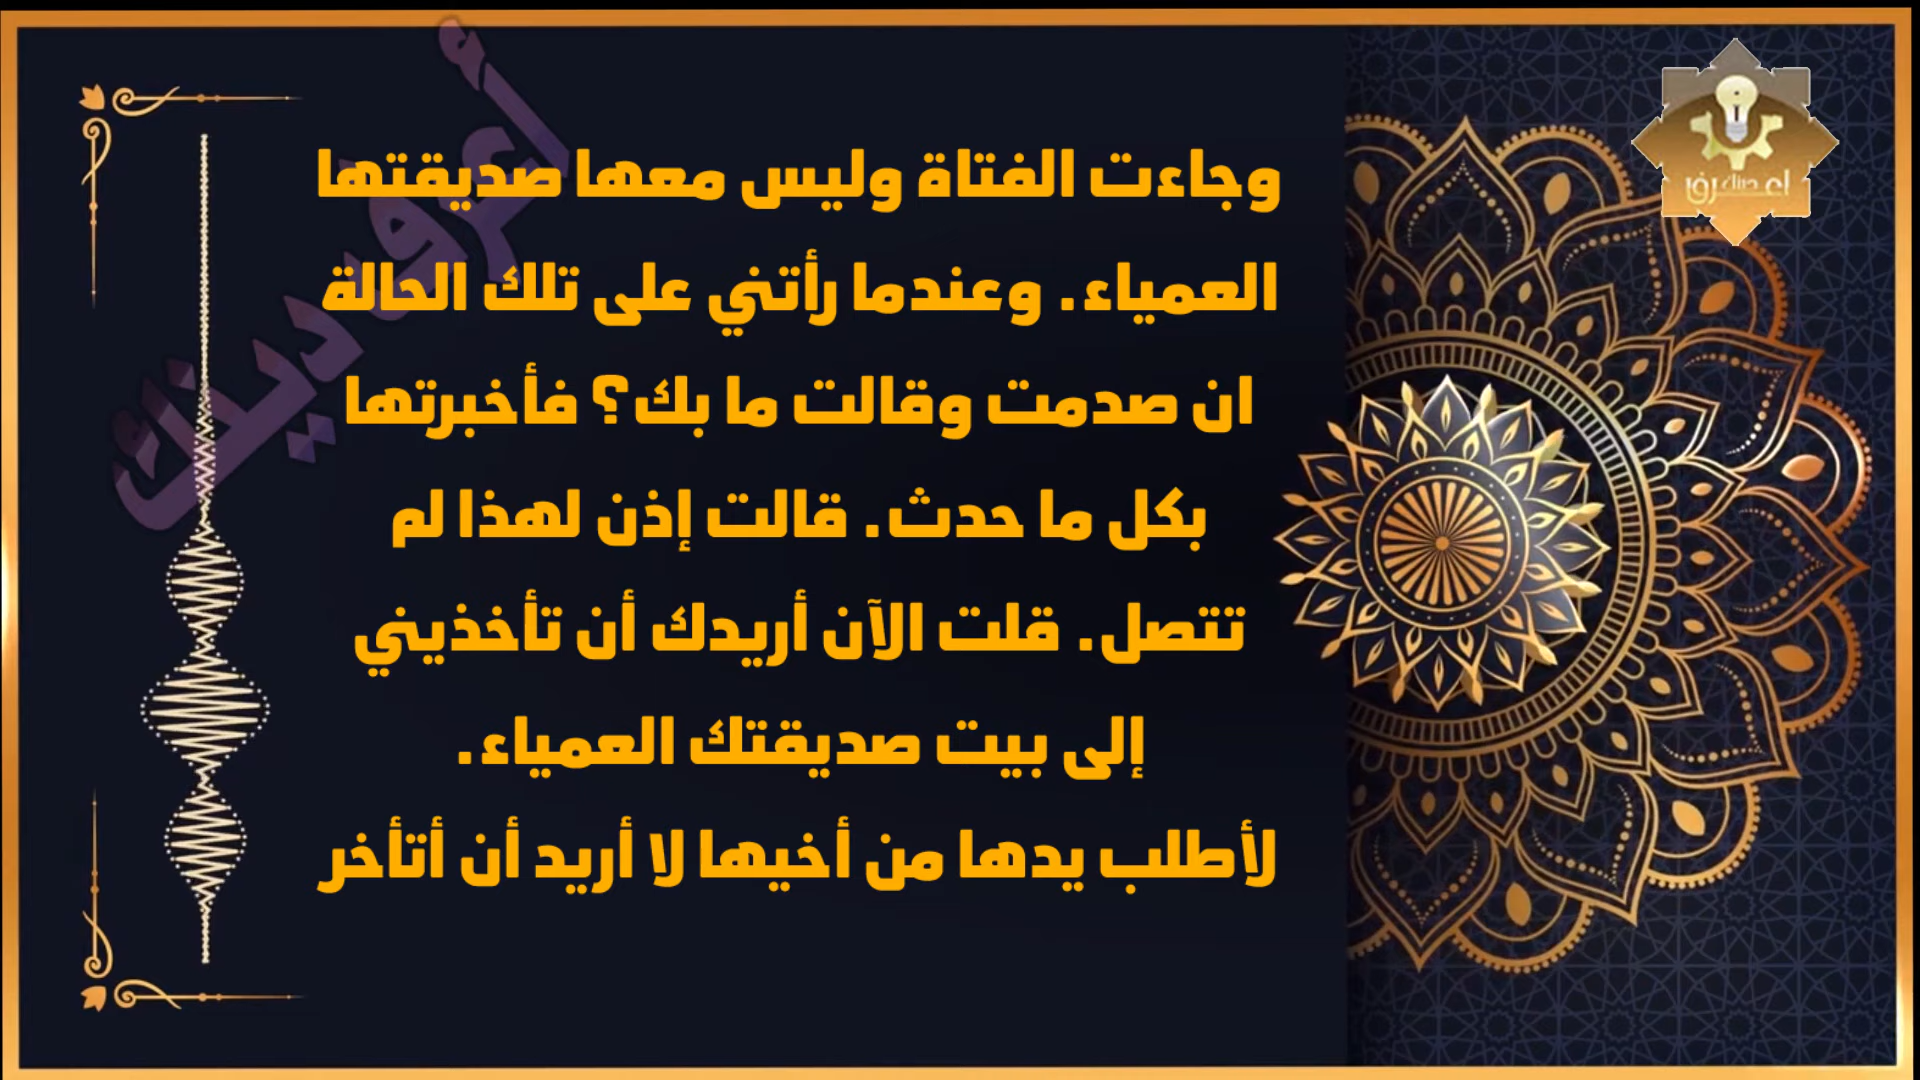 وجاءت الفتاة وليس معها صديقتها
العمياء. وعندما رأتني على تلك الحالة
ان صدمت وقالت ما بك؟ فأخبرتها
بكل ما حدث. قالت إذن لهذا لم
تتصل. قلت الآن أريدك أن تأخذيني
إلى بيت صديقتك العمياء.
لأطلب يدها من أخيها لا أريد أن أتأخر
أعرف دينك